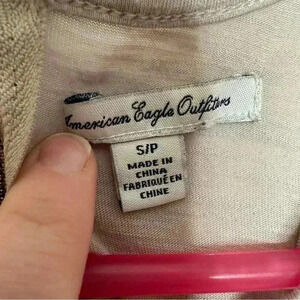 American Eagle Outfitters
S/P
MADE IN
CHINA
FABRIQUÉ EN
CHINE